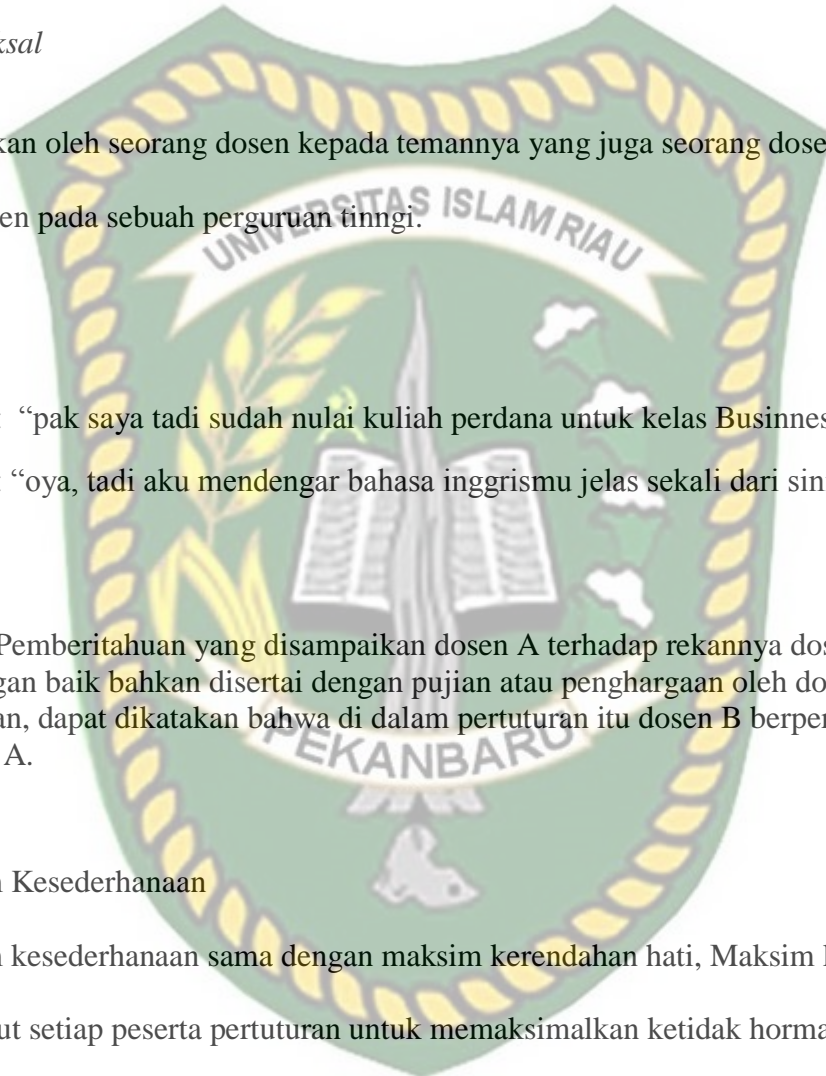 ksal
kan oleh seorang dosen kepada temannya yang juga seorang dose
en pada sebuah perguruan tinngi.
UNIVERSITAS ISLAM RIAU
: “pak saya tadi sudah nulai kuliah perdana untuk kelas Businnes
: “oya, tadi aku mendengar bahasa inggrismu jelas sekali dari sini
Pemberitahuan yang disampaikan dosen A terhadap rekannya dos
gan baik bahkan disertai dengan pujian atau penghargaan oleh do
an, dapat dikatakan bahwa di dalam pertuturan itu dosen B berper
A.
PEKANBARU
n Kesederhanaan
n kesederhanaan sama dengan maksim kerendahan hati, Maksim
ut setiap peserta pertuturan untuk memaksimalkan ketidak horma